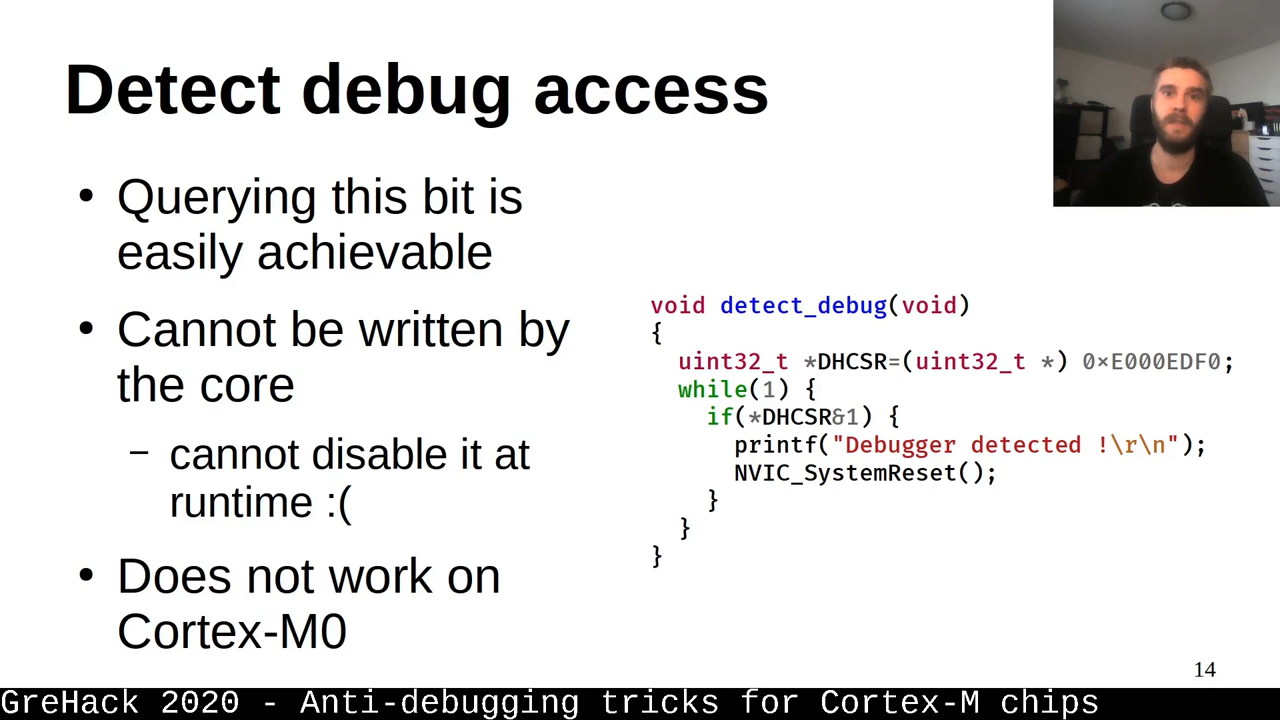 Detect debug access
• Querying this bit is
easily achievable
• Cannot be written by
the core
– cannot disable it at
runtime :(
• Does not work on
Cortex-M0
void detect_debug(void)
{
  uint32_t *DHCSR=(uint32_t *) 0×E000EDF0;
  while(1) {
    if(*DHCSR&1) {
      printf("Debugger detected !\r\n");
      NVIC_SystemReset();
    }
  }
}
14
GreHack 2020 - Anti-debugging tricks for Cortex-M chips